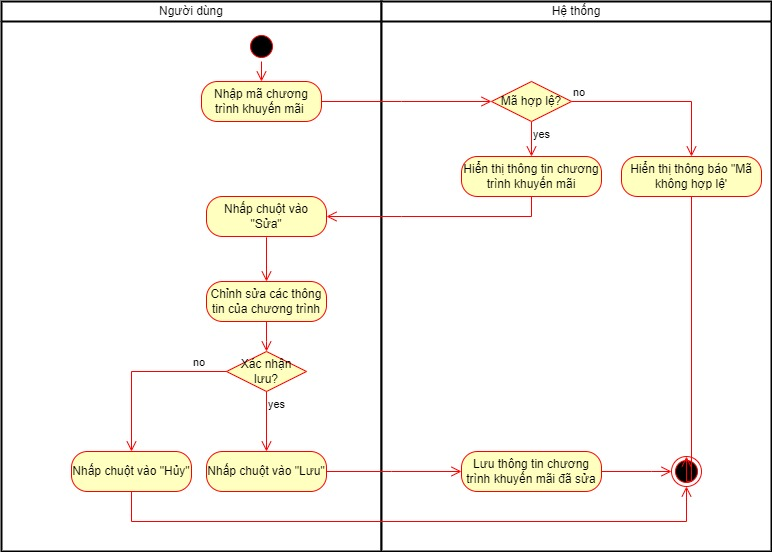 Người dùng
Hệ thống
Nhập mã chương
trình khuyến mãi
Mã hợp lệ?
no
yes
Hiển thị thông tin chương
trình khuyến mãi
Hiển thị thông báo "Mã
không hợp lệ'
Nhấp chuột vào
"Sửa"
Chỉnh sửa các thông
tin của chương trình
Xác nhận
lưu?
no
yes
Nhấp chuột vào "Hủy"
Nhấp chuột vào "Lưu"
Lưu thông tin chương
trình khuyến mãi đã sửa